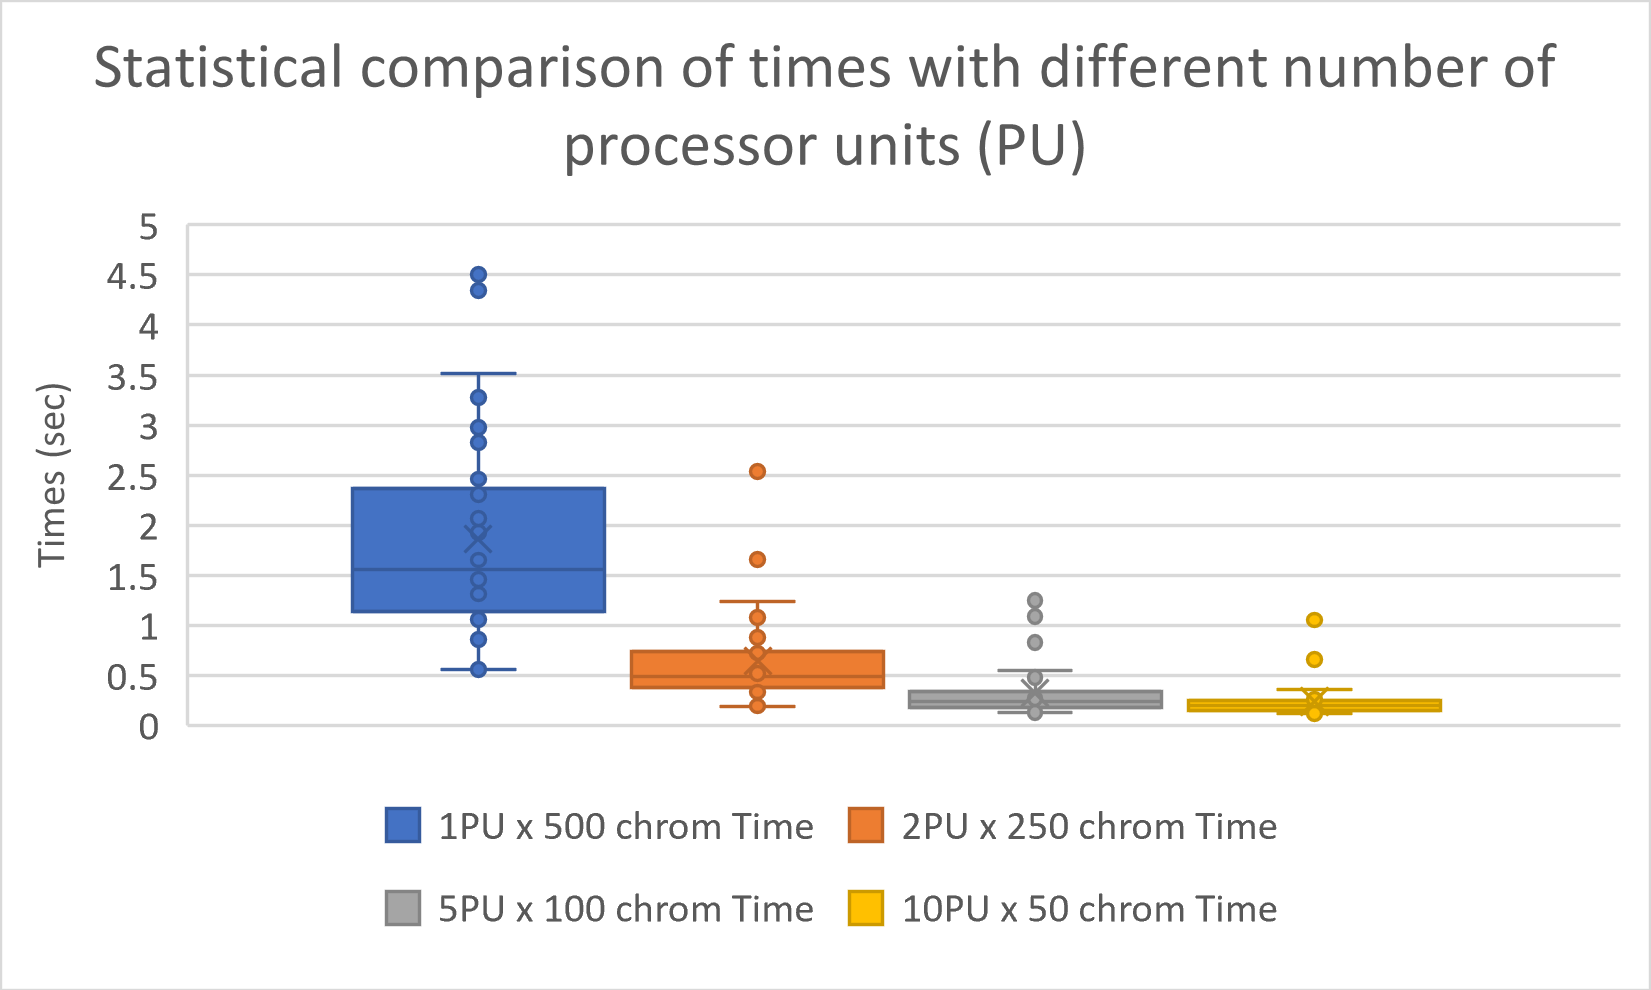 Statistical comparison of times with different number of
processor units (PU)
5
4.5
4
3.5
3
2.5
2
1.5
1
0.5
0
Times (sec)
1PU x 500 chrom Time
2PU x 250 chrom Time
5PU x 100 chrom Time
10PU x 50 chrom Time